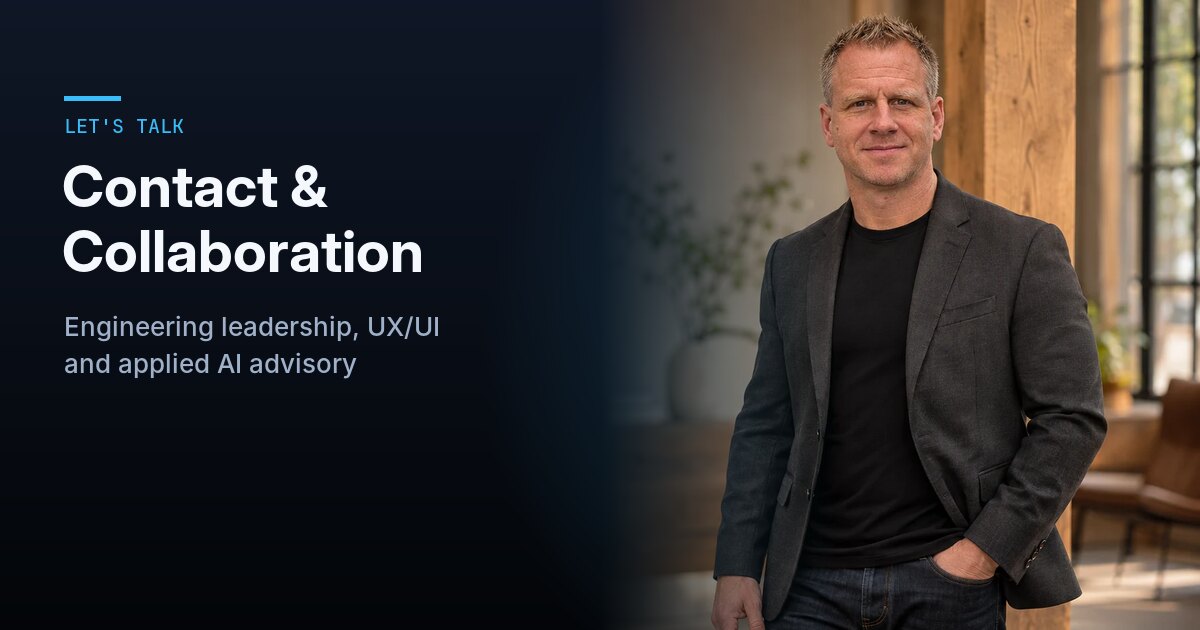 LET'S TALK
Contact &
Collaboration
Engineering leadership, UX/UI
and applied AI advisory